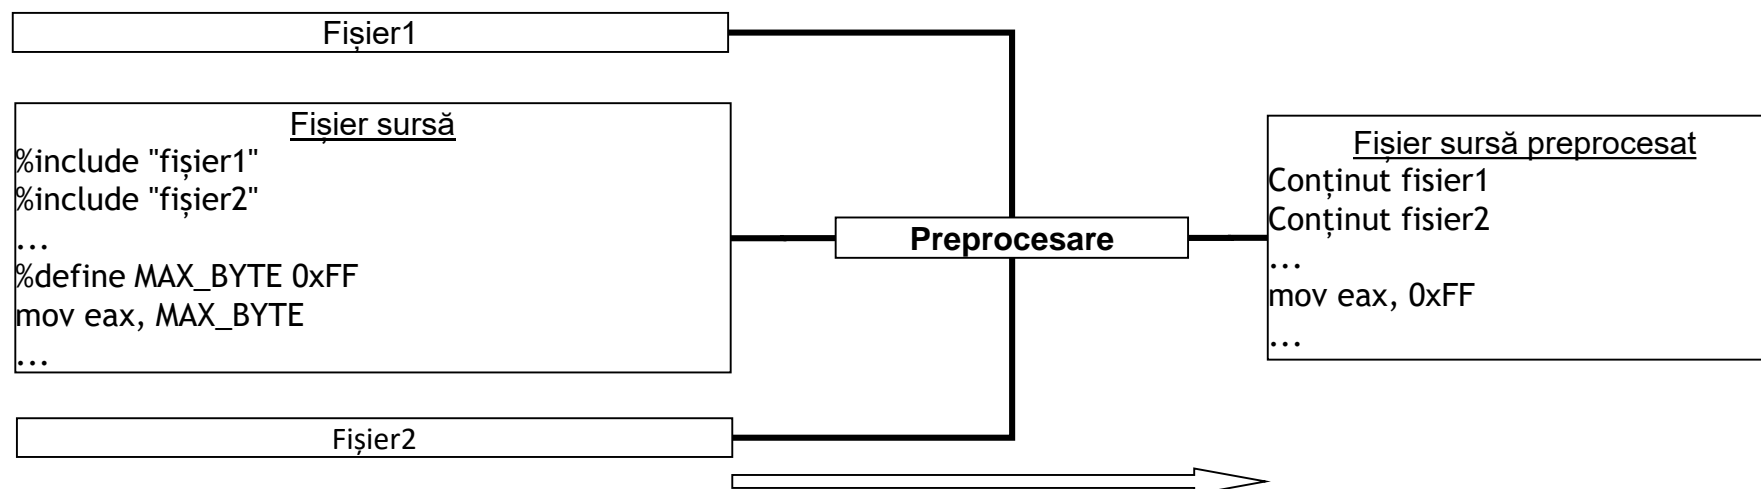 Fișier1
Fișier sursă
%include "fișier1"
%include "fișier2"
...
%define MAX_BYTE 0xFF
mov eax, MAX_BYTE
...
Fișier2
Preprocesare
Fișier sursă preprocesat
Conținut fisier1
Conținut fisier2
...
mov eax, 0xFF
...